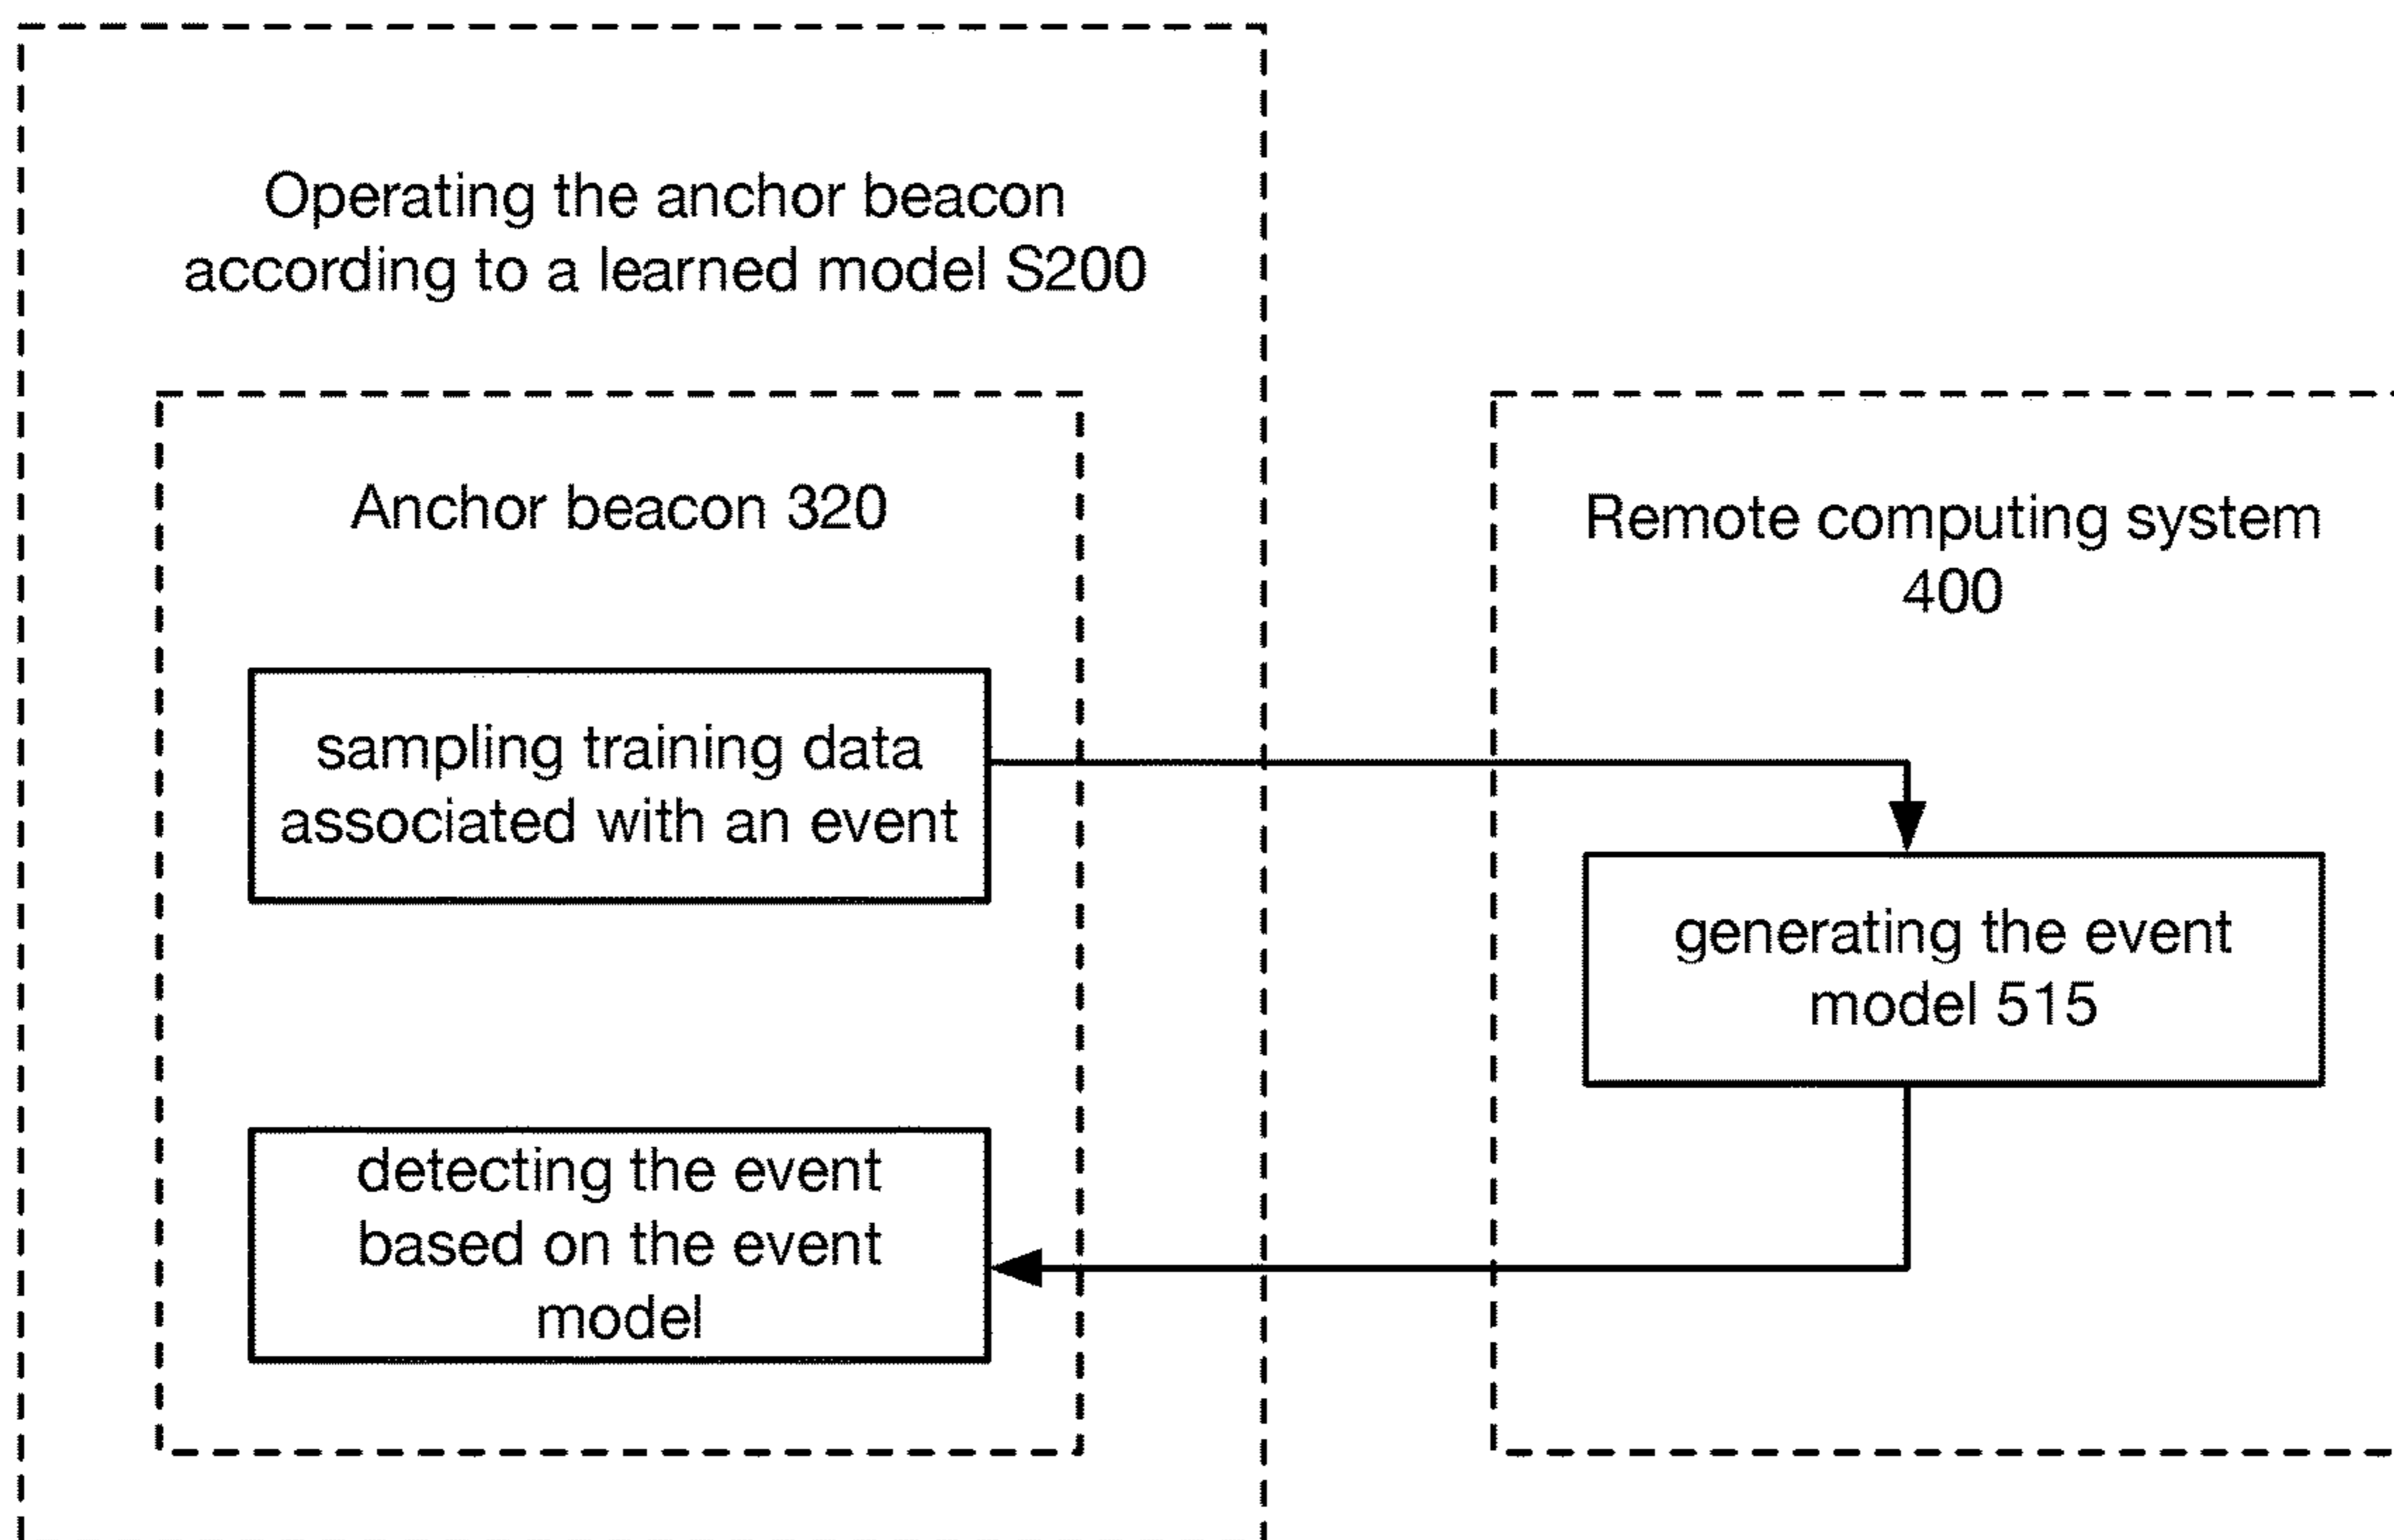 Operating the anchor beacon
according to a learned model S200
Anchor beacon 320
sampling training data
associated with an event
detecting the event
based on the event
model
Remote computing system
400
generating the event
model 515